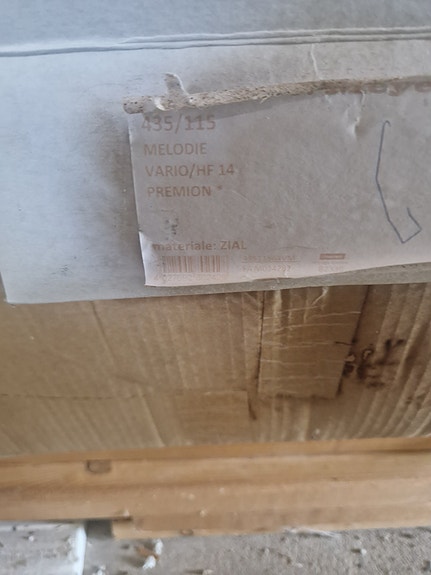 435/115
MELODIE
VARIO/HF 14
PREMION *
materiale: ZIAL